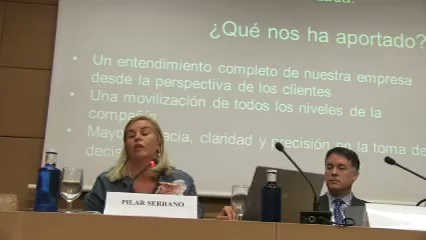 ¿Qué nos ha aportado?
• Un entendimiento completo de nuestra empresa
desde la perspectiva de los clientes
• Una movilización de todos los niveles de la
• claridad y precisión en la toma de
PILAR SERRANO